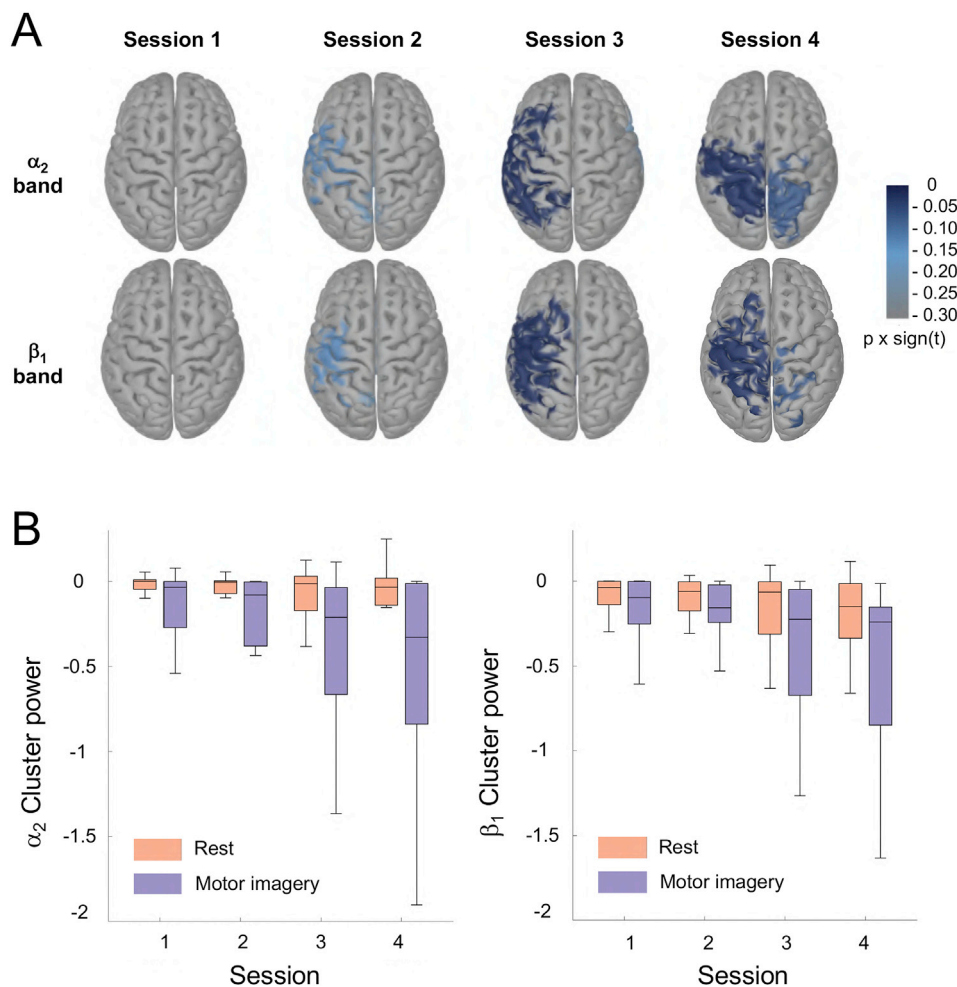 A
Session 1 Session 2 Session 3 Session 4
α₂
band
0
- 0.05
- 0.10
- 0.15
- 0.20
- 0.25
- 0.30
p x sign(t)
β₁
band
B
α₂ Cluster power
0
-0.5
-1
-1.5
-2
Rest
Motor imagery
1 2 3 4
Session
β₁ Cluster power
0
-0.5
-1
-1.5
-2
Rest
Motor imagery
1 2 3 4
Session